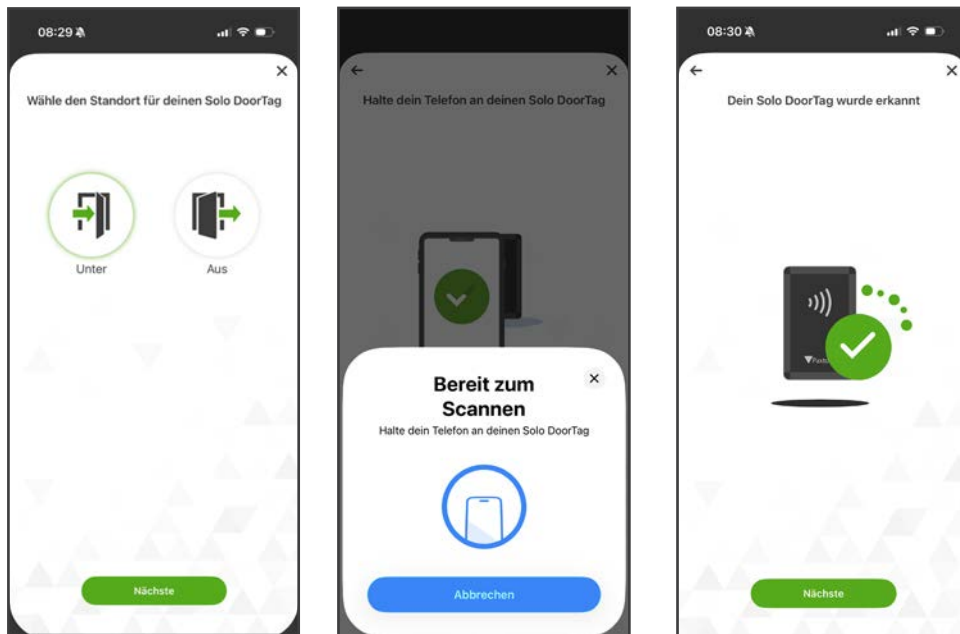 08:29
Wähle den Standort für deinen Solo DoorTag
Unter
Aus
Nächste
Halte dein Telefon an deinen Solo DoorTag
Bereit zum
Scannen
Halte dein Telefon an deinen Solo DoorTag
Abbrechen
08:30
Dein Solo DoorTag wurde erkannt
Nächste